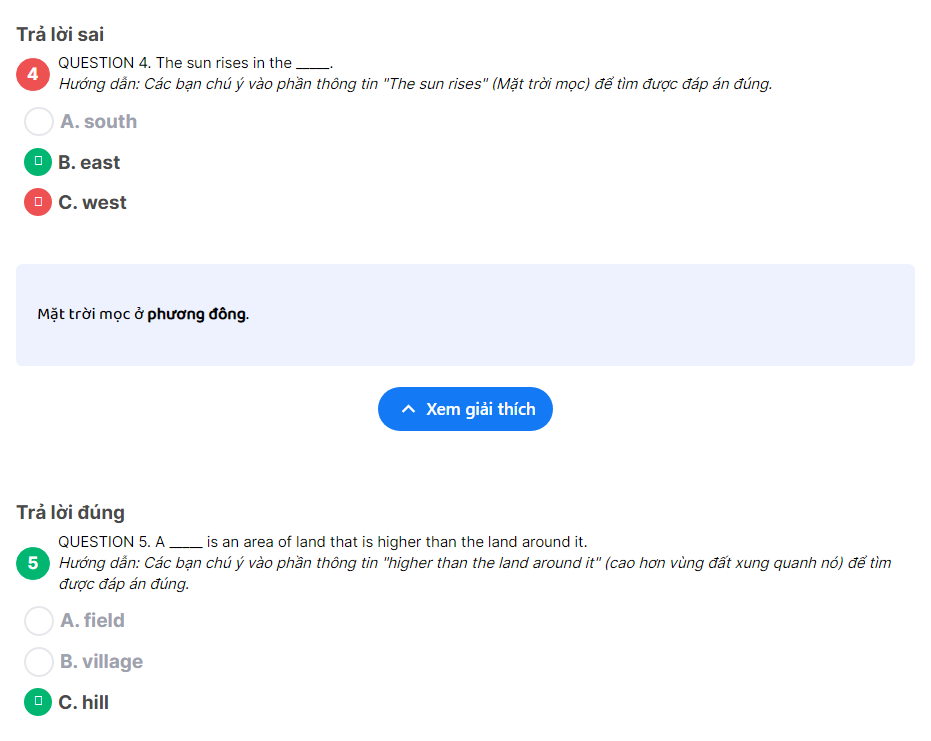 Trả lời sai
4
QUESTION 4. The sun rises in the _____.
Hướng dẫn: Các bạn chú ý vào phần thông tin "The sun rises" (Mặt trời mọc) để tìm được đáp án đúng.
A. south
B. east
C. west
Mặt trời mọc ở phương đông.
Xem giải thích
Trả lời đúng
5
QUESTION 5. A _____ is an area of land that is higher than the land around it.
Hướng dẫn: Các bạn chú ý vào phần thông tin "higher than the land around it" (cao hơn vùng đất xung quanh nó) để tìm
được đáp án đúng.
A. field
B. village
C. hill